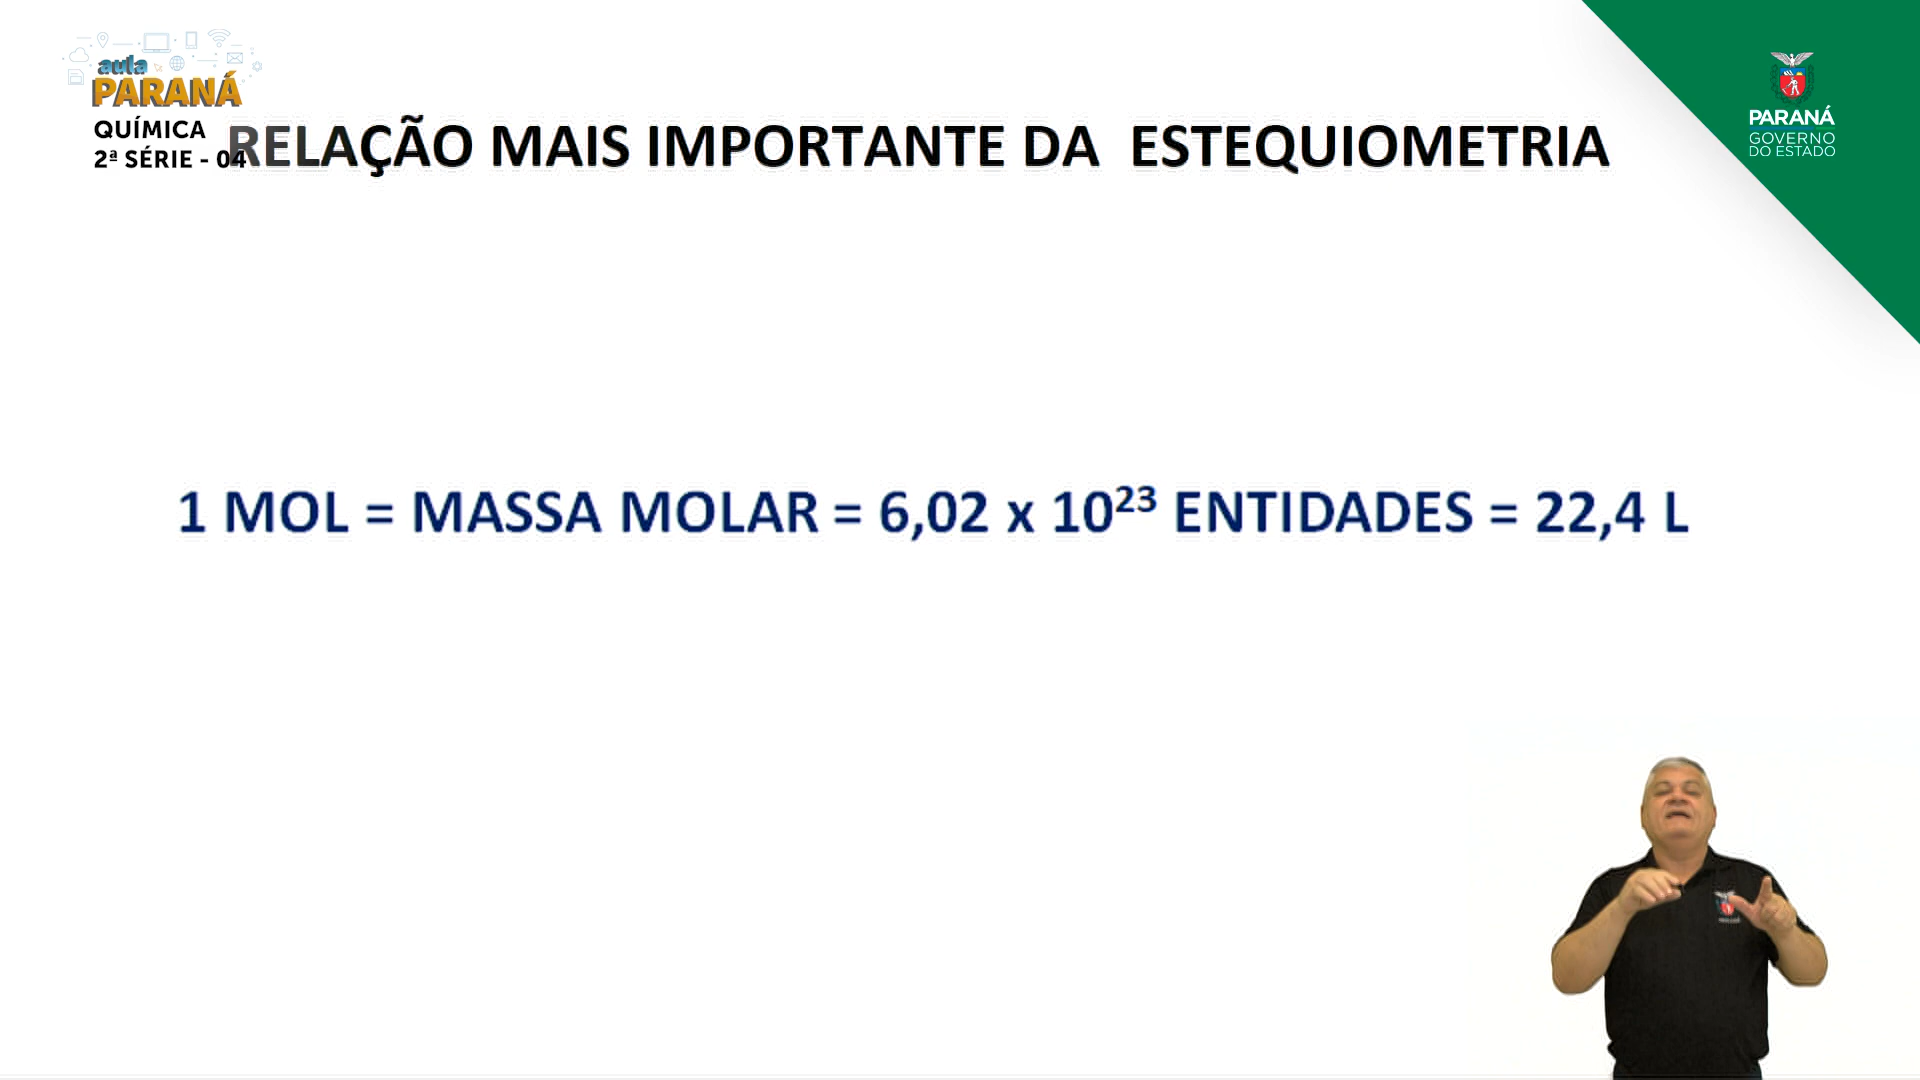 aula
PARANÁ
QUÍMICA
2ª SÉRIE - 04
RELAÇÃO MAIS IMPORTANTE DA ESTEQUIOMETRIA
PARANÁ
GOVERNO
DO ESTADO
1 MOL = MASSA MOLAR = 6,02 x 10²³ ENTIDADES = 22,4 L